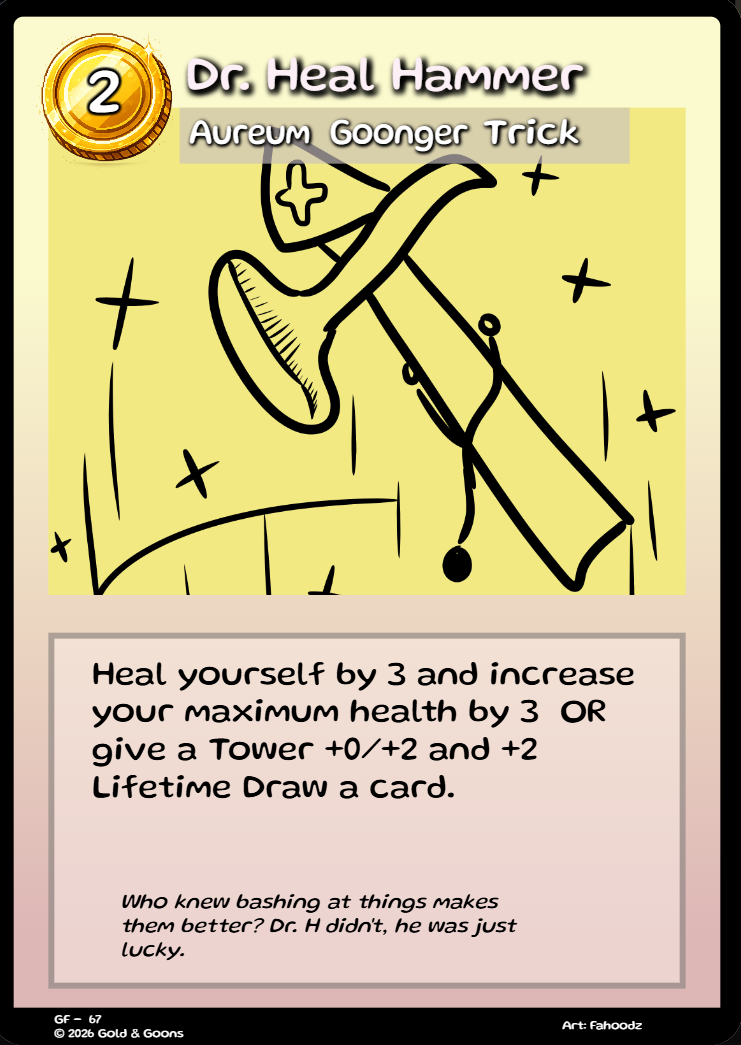 2
Dr. Heal Hammer
Aureum Goonger Trick
Heal yourself by 3 and increase
your maximum health by 3 OR
give a Tower +0/+2 and +2
Lifetime Draw a card.
Who knew bashing at things makes
them better? Dr. H didn't, he was just
lucky.
GF - 67
© 2026 Gold & Goons
Art: Fahoodz